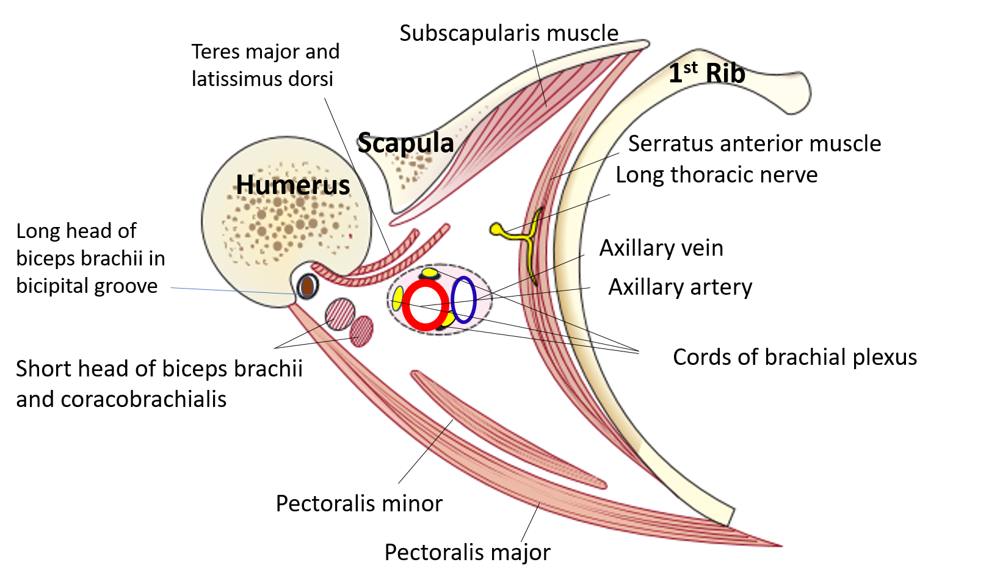 Subscapularis muscle
Teres major and
latissimus dorsi
1st Rib
Scapula
Serratus anterior muscle
Long thoracic nerve
Humerus
Long head of
biceps brachii in
bicipital groove
Axillary vein
Axillary artery
Cords of brachial plexus
Short head of biceps brachii
and coracobrachialis
Pectoralis minor
Pectoralis major